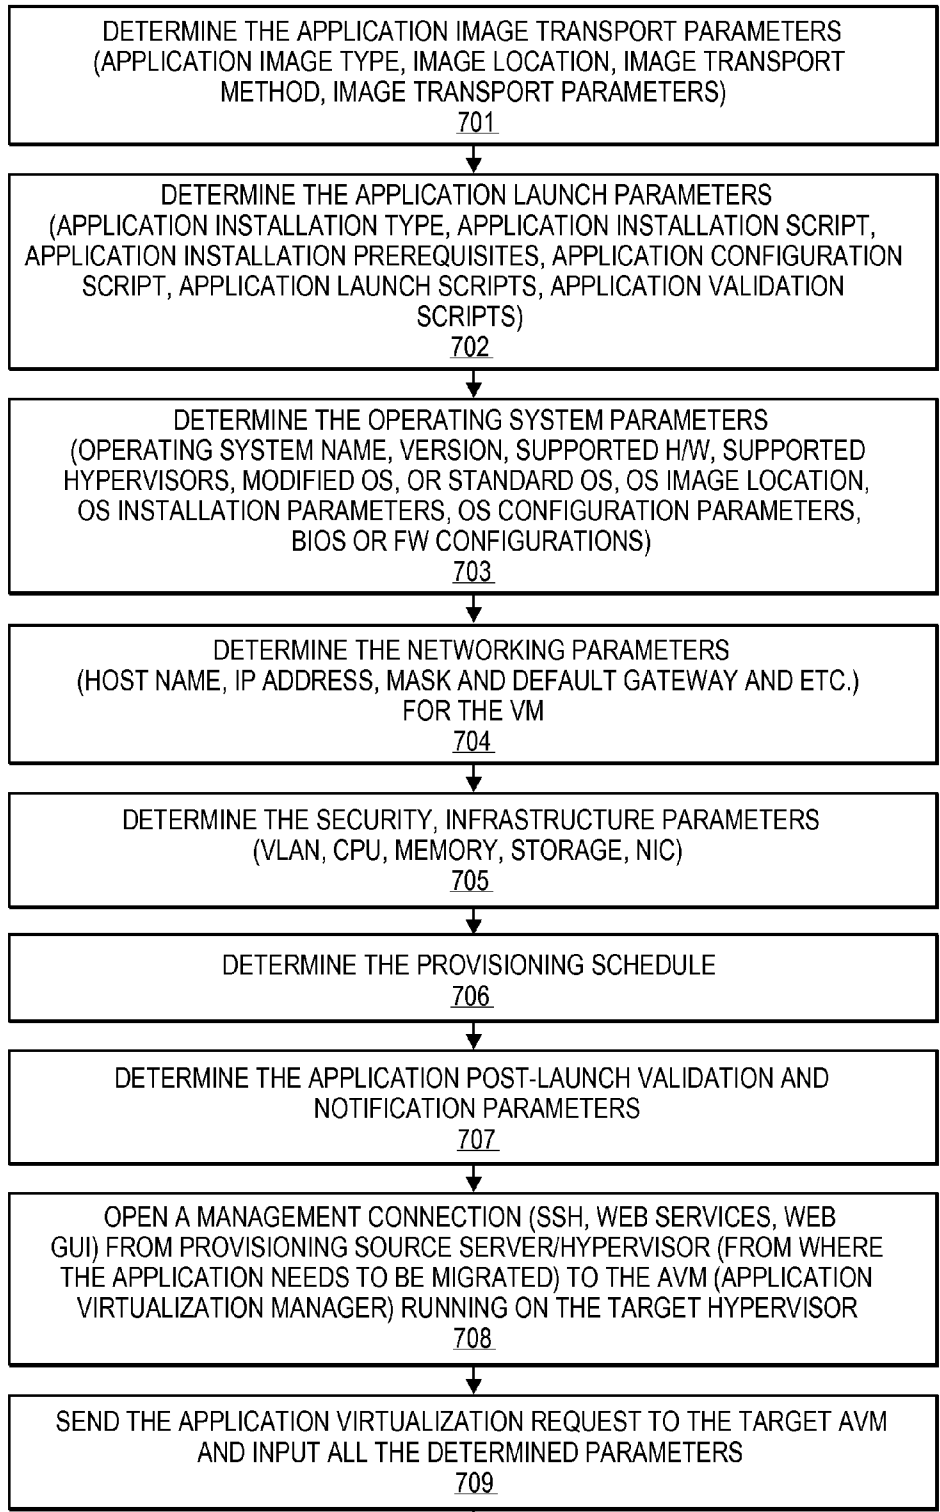 DETERMINE THE APPLICATION IMAGE TRANSPORT PARAMETERS
(APPLICATION IMAGE TYPE, IMAGE LOCATION, IMAGE TRANSPORT
METHOD, IMAGE TRANSPORT PARAMETERS)
701
DETERMINE THE APPLICATION LAUNCH PARAMETERS
(APPLICATION INSTALLATION TYPE, APPLICATION INSTALLATION SCRIPT,
APPLICATION INSTALLATION PREREQUISITES, APPLICATION CONFIGURATION
SCRIPT, APPLICATION LAUNCH SCRIPTS, APPLICATION VALIDATION
SCRIPTS)
702
DETERMINE THE OPERATING SYSTEM PARAMETERS
(OPERATING SYSTEM NAME, VERSION, SUPPORTED H/W, SUPPORTED
HYPERVISORS, MODIFIED OS, OR STANDARD OS, OS IMAGE LOCATION,
OS INSTALLATION PARAMETERS, OS CONFIGURATION PARAMETERS,
BIOS OR FW CONFIGURATIONS)
703
DETERMINE THE NETWORKING PARAMETERS
(HOST NAME, IP ADDRESS, MASK AND DEFAULT GATEWAY AND ETC.)
FOR THE VM
704
DETERMINE THE SECURITY, INFRASTRUCTURE PARAMETERS
(VLAN, CPU, MEMORY, STORAGE, NIC)
705
DETERMINE THE PROVISIONING SCHEDULE
706
DETERMINE THE APPLICATION POST-LAUNCH VALIDATION AND
NOTIFICATION PARAMETERS
707
OPEN A MANAGEMENT CONNECTION (SSH, WEB SERVICES, WEB
GUI) FROM PROVISIONING SOURCE SERVER/HYPERVISOR (FROM WHERE
THE APPLICATION NEEDS TO BE MIGRATED) TO THE AVM (APPLICATION
VIRTUALIZATION MANAGER) RUNNING ON THE TARGET HYPERVISOR
708
SEND THE APPLICATION VIRTUALIZATION REQUEST TO THE TARGET AVM
AND INPUT ALL THE DETERMINED PARAMETERS
709